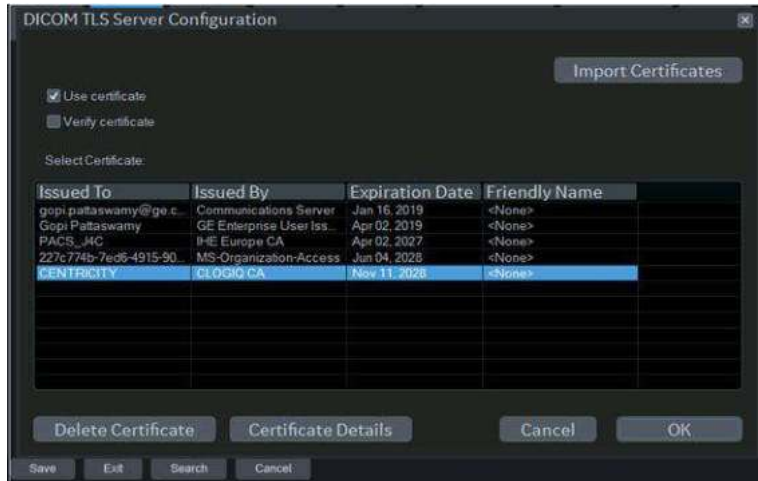 DICOM TLS Server Configuration
Import Certificates
Use certificate
Verify certificate
Select Certificate:
Issued To Issued By Expiration Date Friendly Name
gopi.pattaswamy@ge.c... Communications Server Jan 16, 2019 <None>
Gopi Pattaswamy GE Enterprise User Iss... Apr 02, 2019 <None>
PACS_J4C IHE Europe CA Apr 02, 2027 <None>
227c774b-7ed6-4915-90... MS-Organization-Access Jun 04, 2028 <None>
CENTRICITY CLOGIQ CA Nov 11, 2028 <None>
Delete Certificate Certificate Details Cancel OK
Save Exit Search Cancel